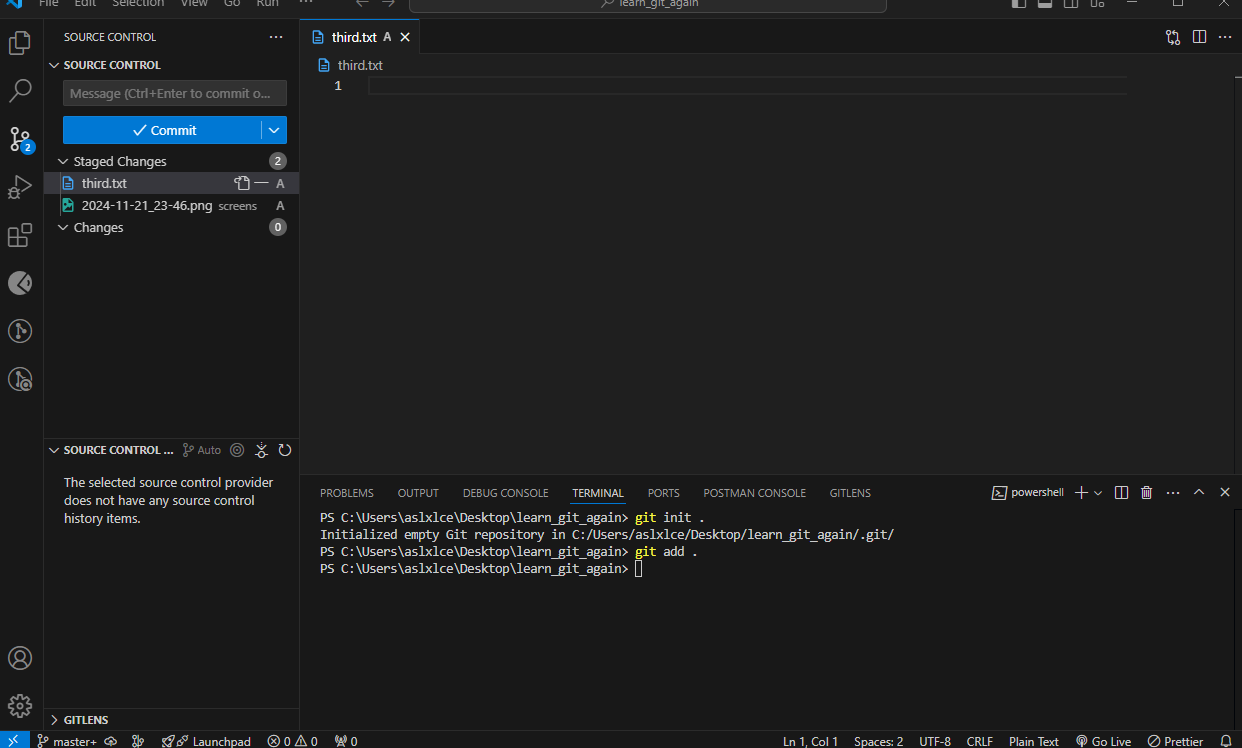 File Edit Selection View Go Run ··· learn_git_again
SOURCE CONTROL ···
third.txt A
SOURCE CONTROL
third.txt
Message (Ctrl+Enter to commit o...
1
Commit
2
Staged Changes 2
third.txt A
2024-11-21_23-46.png screens A
Changes 0
SOURCE CONTROL ... Auto
The selected source control provider
does not have any source control
history items.
PROBLEMS OUTPUT DEBUG CONSOLE TERMINAL PORTS POSTMAN CONSOLE GITLENS powershell
PS C:\Users\aslxlce\Desktop\learn_git_again> git init .
Initialized empty Git repository in C:/Users/aslxlce/Desktop/learn_git_again/.git/
PS C:\Users\aslxlce\Desktop\learn_git_again> git add .
PS C:\Users\aslxlce\Desktop\learn_git_again>
GITLENS
master+ Launchpad 0 0 0 Ln 1, Col 1 Spaces: 2 UTF-8 CRLF Plain Text Go Live Prettier